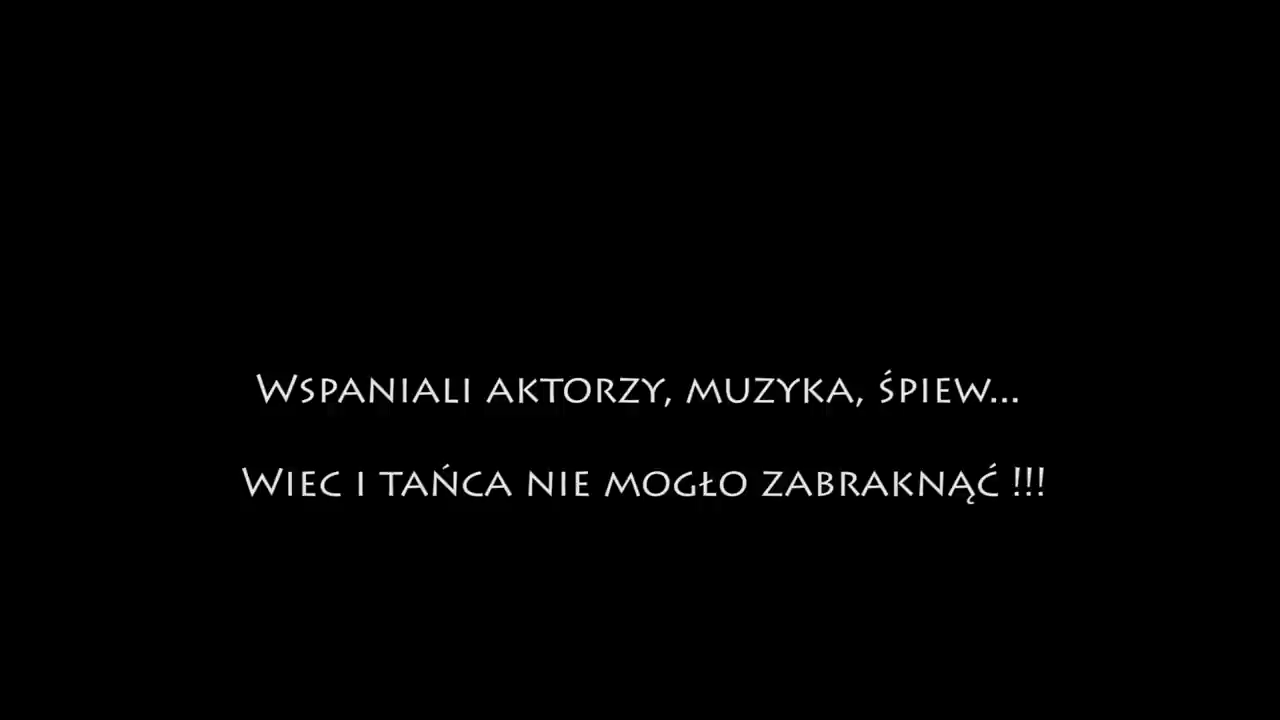 Wspaniali aktorzy, muzyka, śpiew...
Wiec i tańca nie mogło zabraknąć !!!